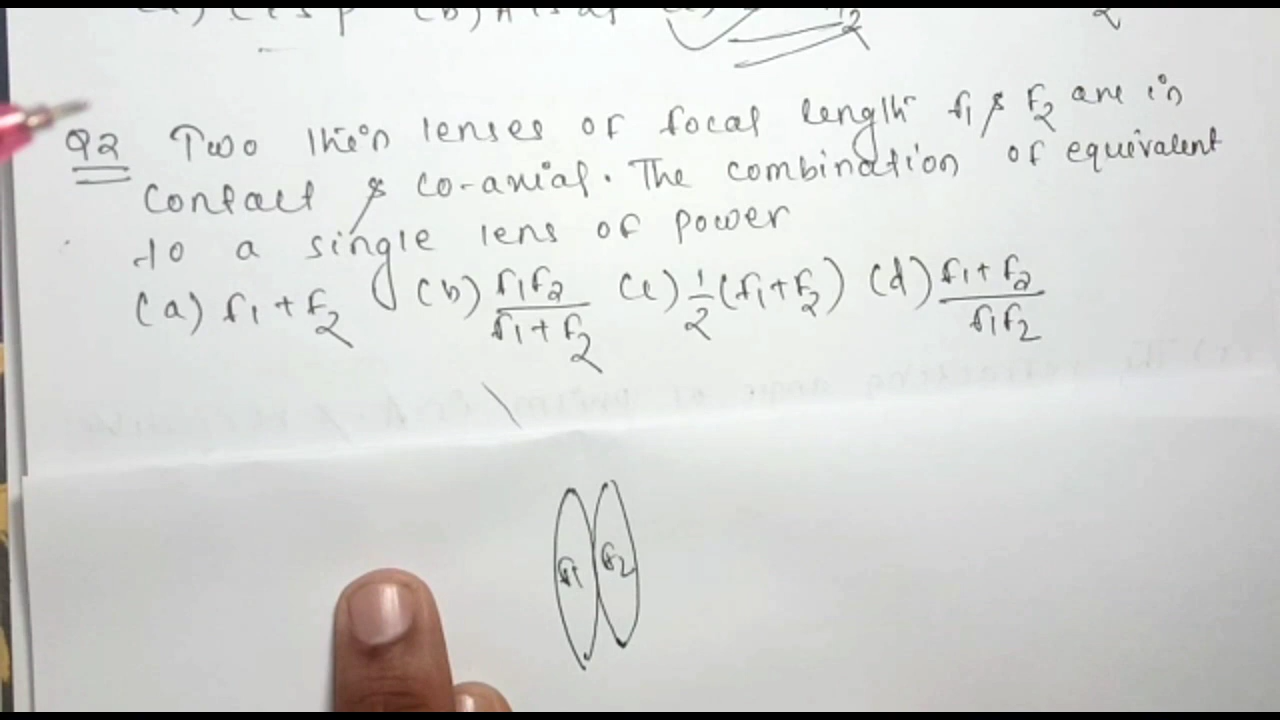 Q2 Two thin lenses of focal length f1 & f2 are in
contact & co-axial. The combination of equivalent
to a single lens of power
(a) f1 + f2 (b) f1f2/f1+f2 (c) 1/2(f1+f2) (d) f1+f2/f1f2
f1 f2